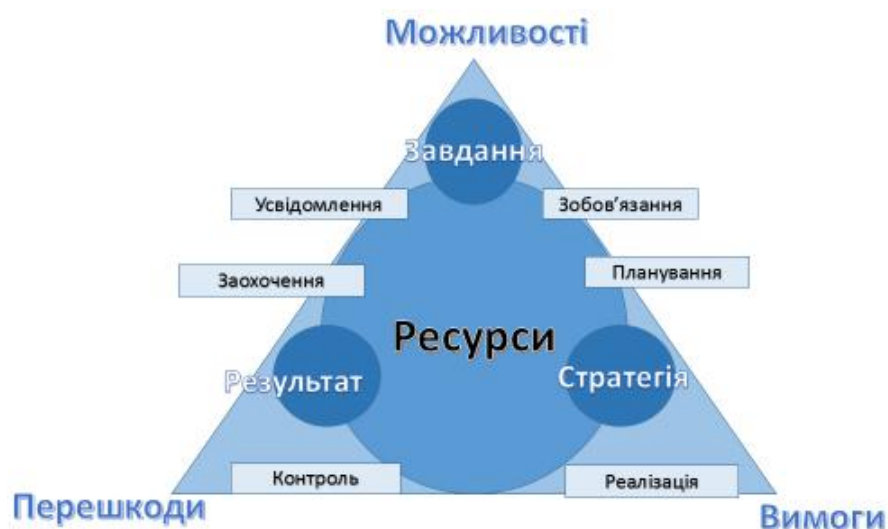 Можливості
Завдання
Усвідомлення
Зобов’язання
Заохочення
Планування
Ресурси
Результат
Стратегія
Контроль
Реалізація
Перешкоди
Вимоги